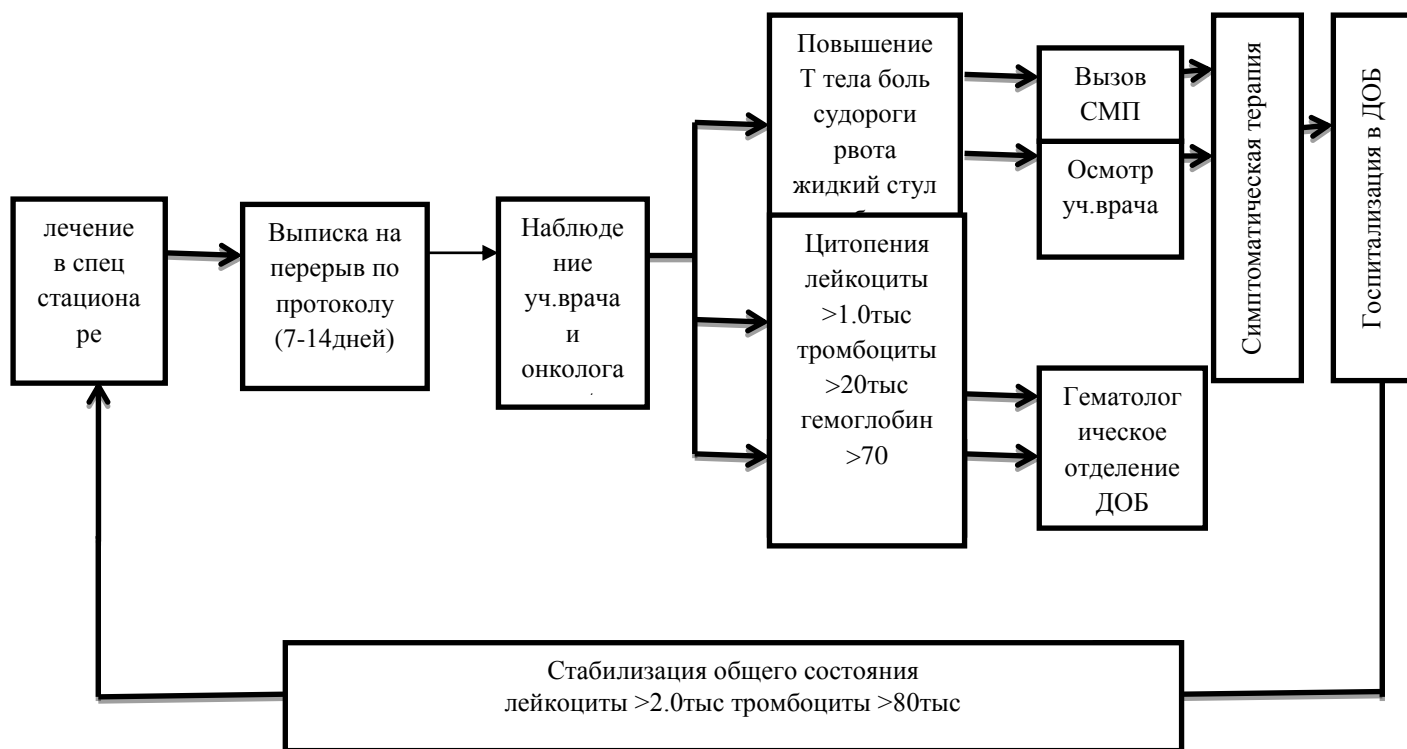 лечение
в спец
стациона
ре
Выписка на
перерыв по
протоколу
(7-14дней)
Наблюде
ние
уч.врача
и
онколога
Повышение
Т тела боль
судороги
рвота
жидкий стул
Цитопения
лейкоциты
>1.0тыс
тромбоциты
>20тыс
гемоглобин
>70
Вызов
СМП
Осмотр
уч.врача
Гематолог
ическое
отделение
ДОБ
Симптоматическая терапия
Госпитализация в ДОБ
Стабилизация общего состояния
лейкоциты >2.0тыс тромбоциты >80тыс